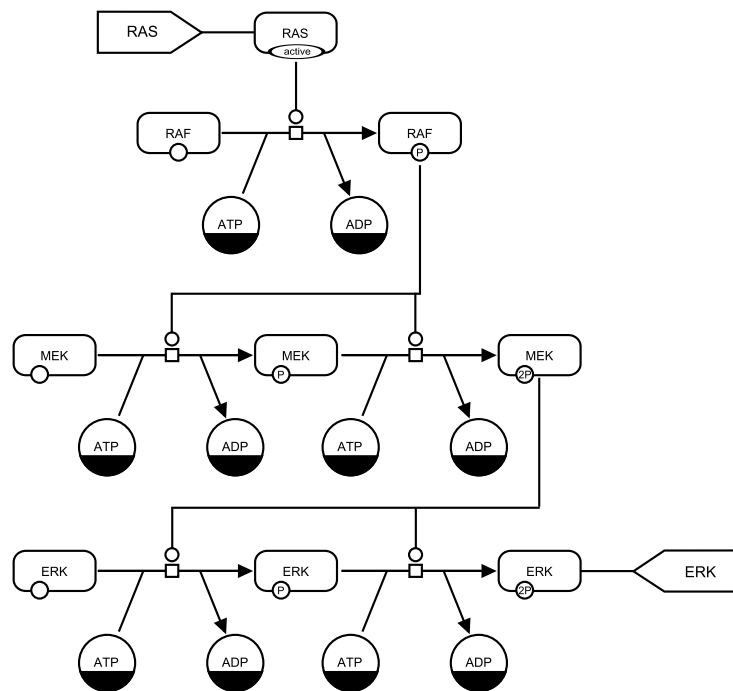 RAS
RAS
active
RAF
RAF
P
ATP
ADP
MEK
MEK
P
MEK
2P
ATP
ADP
ATP
ADP
ERK
ERK
P
ERK
2P
ERK
ATP
ADP
ATP
ADP